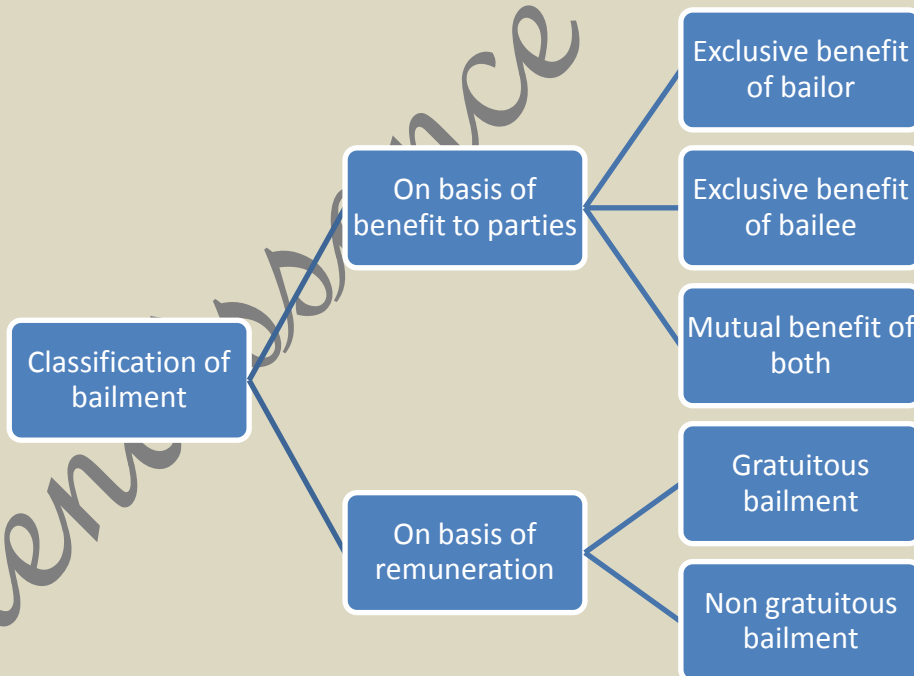 Classification of
bailment
On basis of
benefit to parties
Exclusive benefit
of bailor
Exclusive benefit
of bailee
Mutual benefit of
both
On basis of
remuneration
Gratuitous
bailment
Non gratuitous
bailment